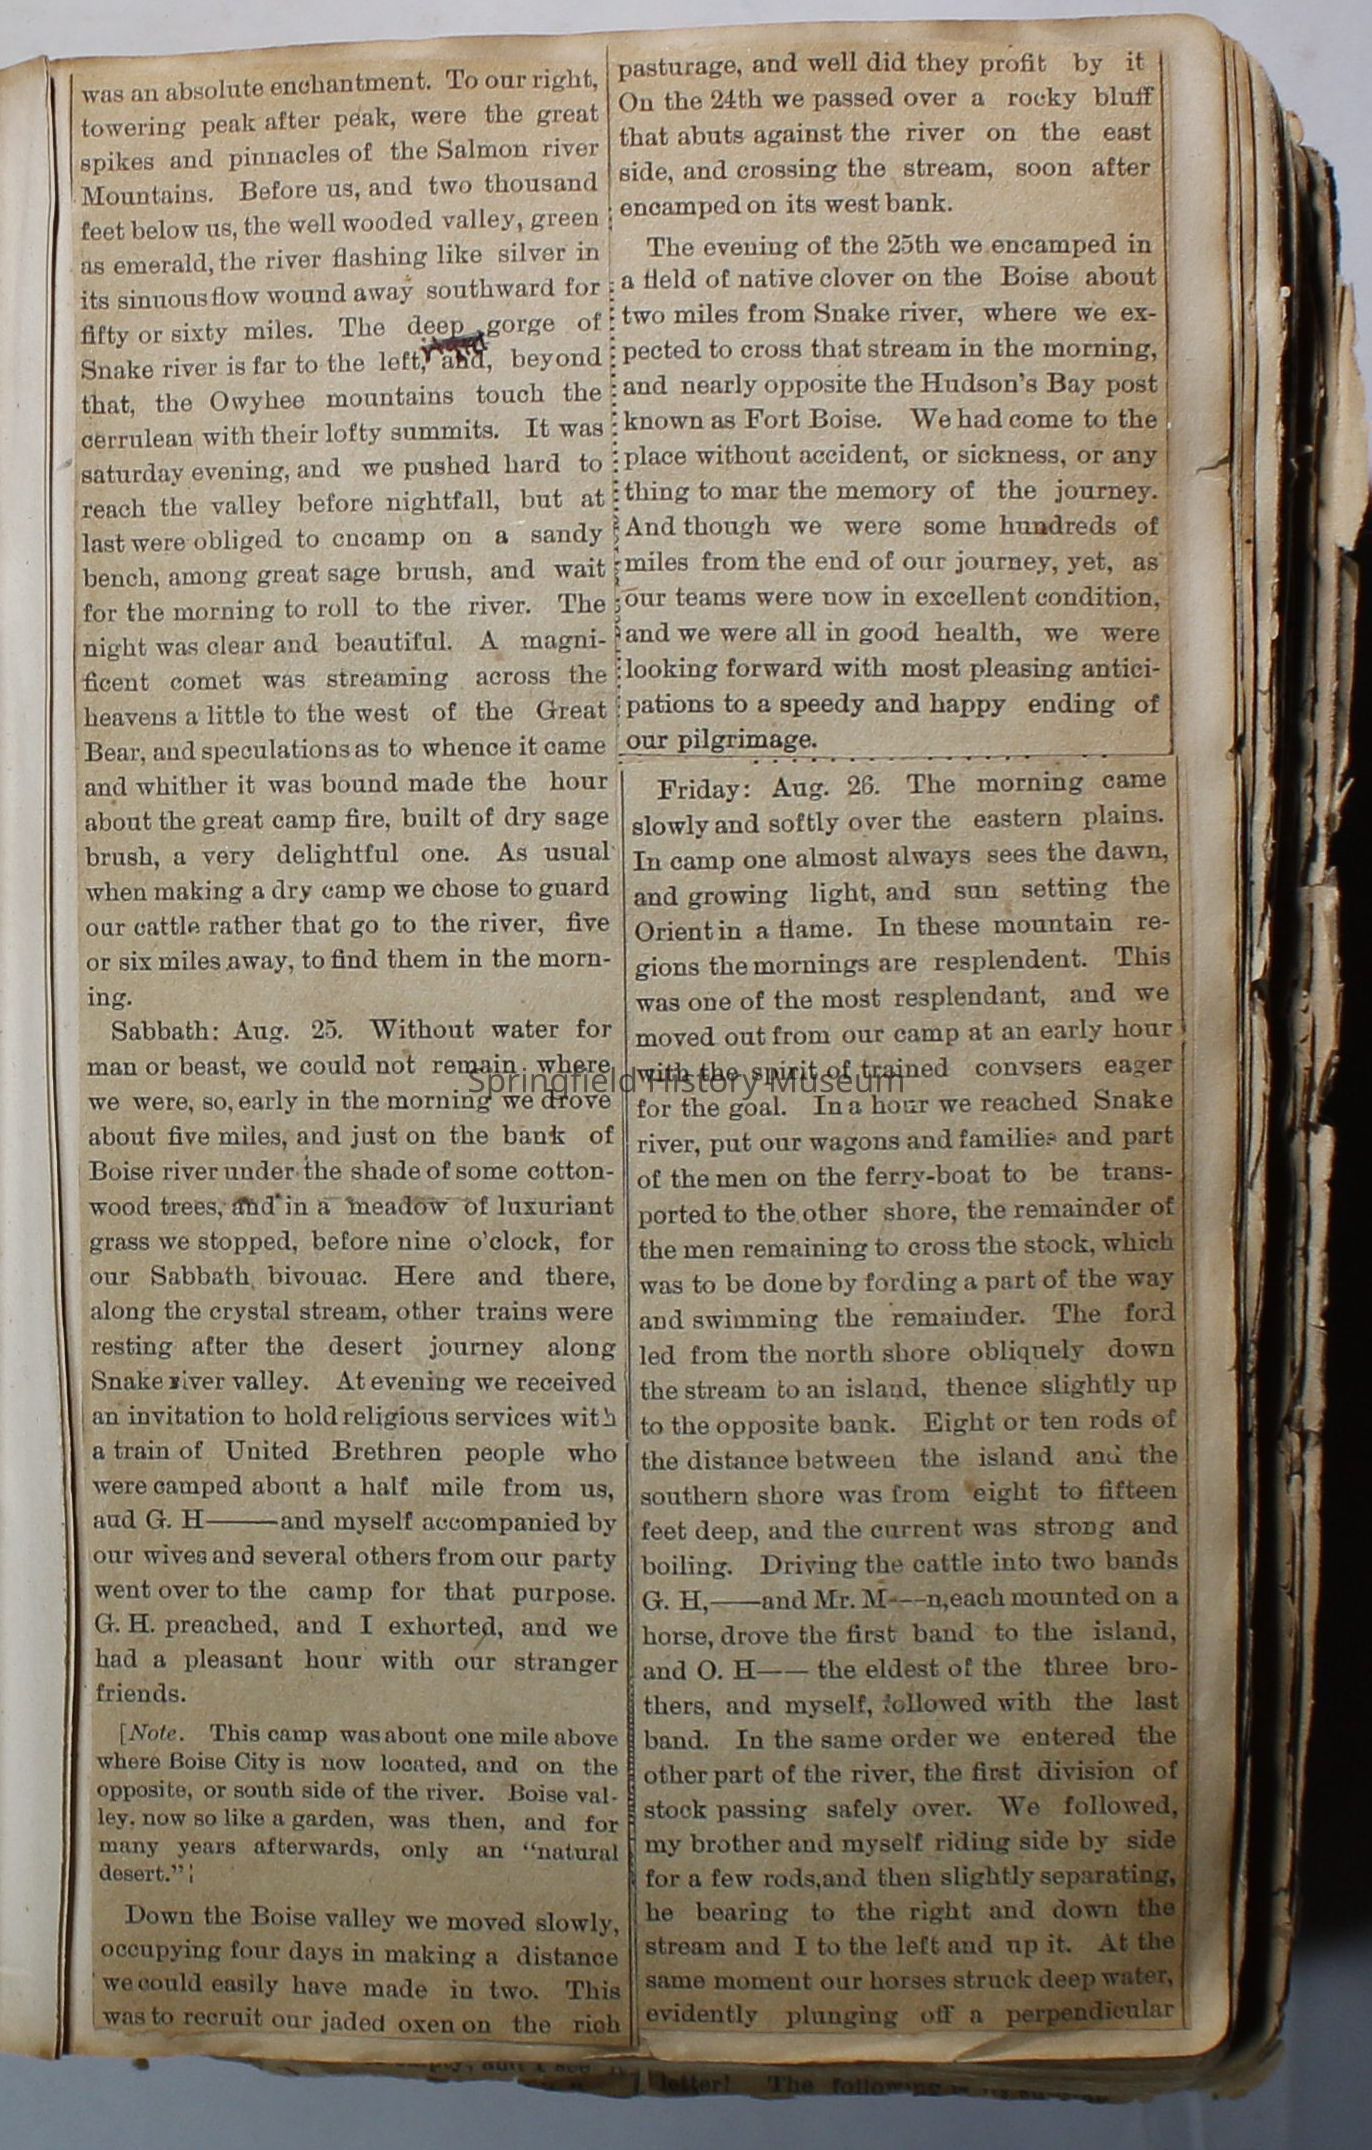 was an absolute enchantment. To our right,
towering peak after peak, were the great
spikes and pinnacles of the Salmon river
Mountains. Before us, and two thousand
feet below us, the well wooded valley, green
as emerald, the river flashing like silver in
its sinuous flow wound away southward for
fifty or sixty miles. The deep gorge of
Snake river is far to the left, and, beyond
that, the Owyhee mountains touch the
cerrulean with their lofty summits. It was
saturday evening, and we pushed hard to
reach the valley before nightfall, but at
last were obliged to cncamp on a sandy
bench, among great sage brush, and wait
for the morning to roll to the river. The
night was clear and beautiful. A magni-
ficent comet was streaming across the
heavens a little to the west of the Great
Bear, and speculations as to whence it came
and whither it was bound made the hour
about the great camp fire, built of dry sage
brush, a very delightful one. As usual
when making a dry camp we chose to guard
our cattle rather that go to the river, five
or six miles away, to find them in the morn-
ing.
Sabbath: Aug. 25. Without water for
man or beast, we could not remain where
we were, so, early in the morning we drove
about five miles, and just on the bank of
Boise river under the shade of some cotton-
wood trees, and in a meadow of luxuriant
grass we stopped, before nine o'clock, for
our Sabbath bivouac. Here and there,
along the crystal stream, other trains were
resting after the desert journey along
Snake river valley. At evening we received
an invitation to hold religious services with
a train of United Brethren people who
were camped about a half mile from us,
and G. H——and myself accompanied by
our wives and several others from our party
went over to the camp for that purpose.
G. H. preached, and I exhorted, and we
had a pleasant hour with our stranger
friends.
[Note. This camp was about one mile above
where Boise City is now located, and on the
opposite, or south side of the river. Boise val-
ley, now so like a garden, was then, and for
many years afterwards, only an "natural
desert."]
Down the Boise valley we moved slowly,
occupying four days in making a distance
we could easily have made in two. This
was to recruit our jaded oxen on the rich
pasturage, and well did they profit by it
On the 24th we passed over a rocky bluff
that abuts against the river on the east
side, and crossing the stream, soon after
encamped on its west bank.
The evening of the 25th we encamped in
a field of native clover on the Boise about
two miles from Snake river, where we ex-
pected to cross that stream in the morning,
and nearly opposite the Hudson's Bay post
known as Fort Boise. We had come to the
place without accident, or sickness, or any
thing to mar the memory of the journey.
And though we were some hundreds of
miles from the end of our journey, yet, as
our teams were now in excellent condition,
and we were all in good health, we were
looking forward with most pleasing antici-
pations to a speedy and happy ending of
our pilgrimage.
Friday: Aug. 26. The morning came
slowly and softly over the eastern plains.
In camp one almost always sees the dawn,
and growing light, and sun setting the
Orient in a flame. In these mountain re-
gions the mornings are resplendent. This
was one of the most resplendant, and we
moved out from our camp at an early hour
with the spirit of trained convsers eager
for the goal. In a hour we reached Snake
river, put our wagons and families and part
of the men on the ferry-boat to be trans-
ported to the other shore, the remainder of
the men remaining to cross the stock, which
was to be done by fording a part of the way
and swimming the remainder. The ford
led from the north shore obliquely down
the stream to an island, thence slightly up
to the opposite bank. Eight or ten rods of
the distance between the island and the
southern shore was from eight to fifteen
feet deep, and the current was strong and
boiling. Driving the cattle into two bands
G. H,——and Mr. M---n, each mounted on a
horse, drove the first band to the island,
and O. H—— the eldest of the three bro-
thers, and myself, followed with the last
band. In the same order we entered the
other part of the river, the first division of
stock passing safely over. We followed,
my brother and myself riding side by side
for a few rods, and then slightly separating,
he bearing to the right and down the
stream and I to the left and up it. At the
same moment our horses struck deep water,
evidently plunging off a perpendicular
Springfield History Museum
letter! The following